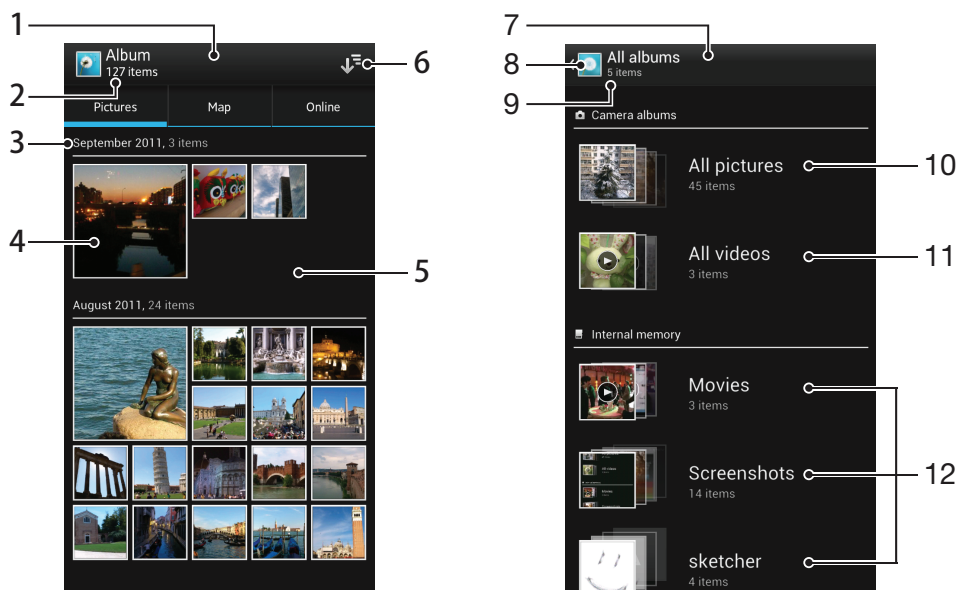 1
Album
127 items
2
6
Pictures
Map
Online
3
September 2011, 3 items
4
5
August 2011, 24 items
7
8
All albums
5 items
9
Camera albums
All pictures
45 items
10
All videos
3 items
11
Internal memory
Movies
3 items
Screenshots
14 items
12
sketcher
4 items